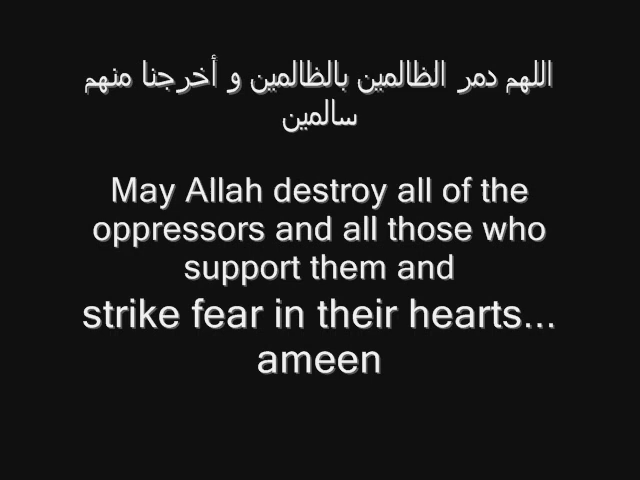 اللهم دمر الظالمين بالظالمين و أخرجنا منهم
سالمين
May Allah destroy all of the
oppressors and all those who
support them and
strike fear in their hearts...
ameen